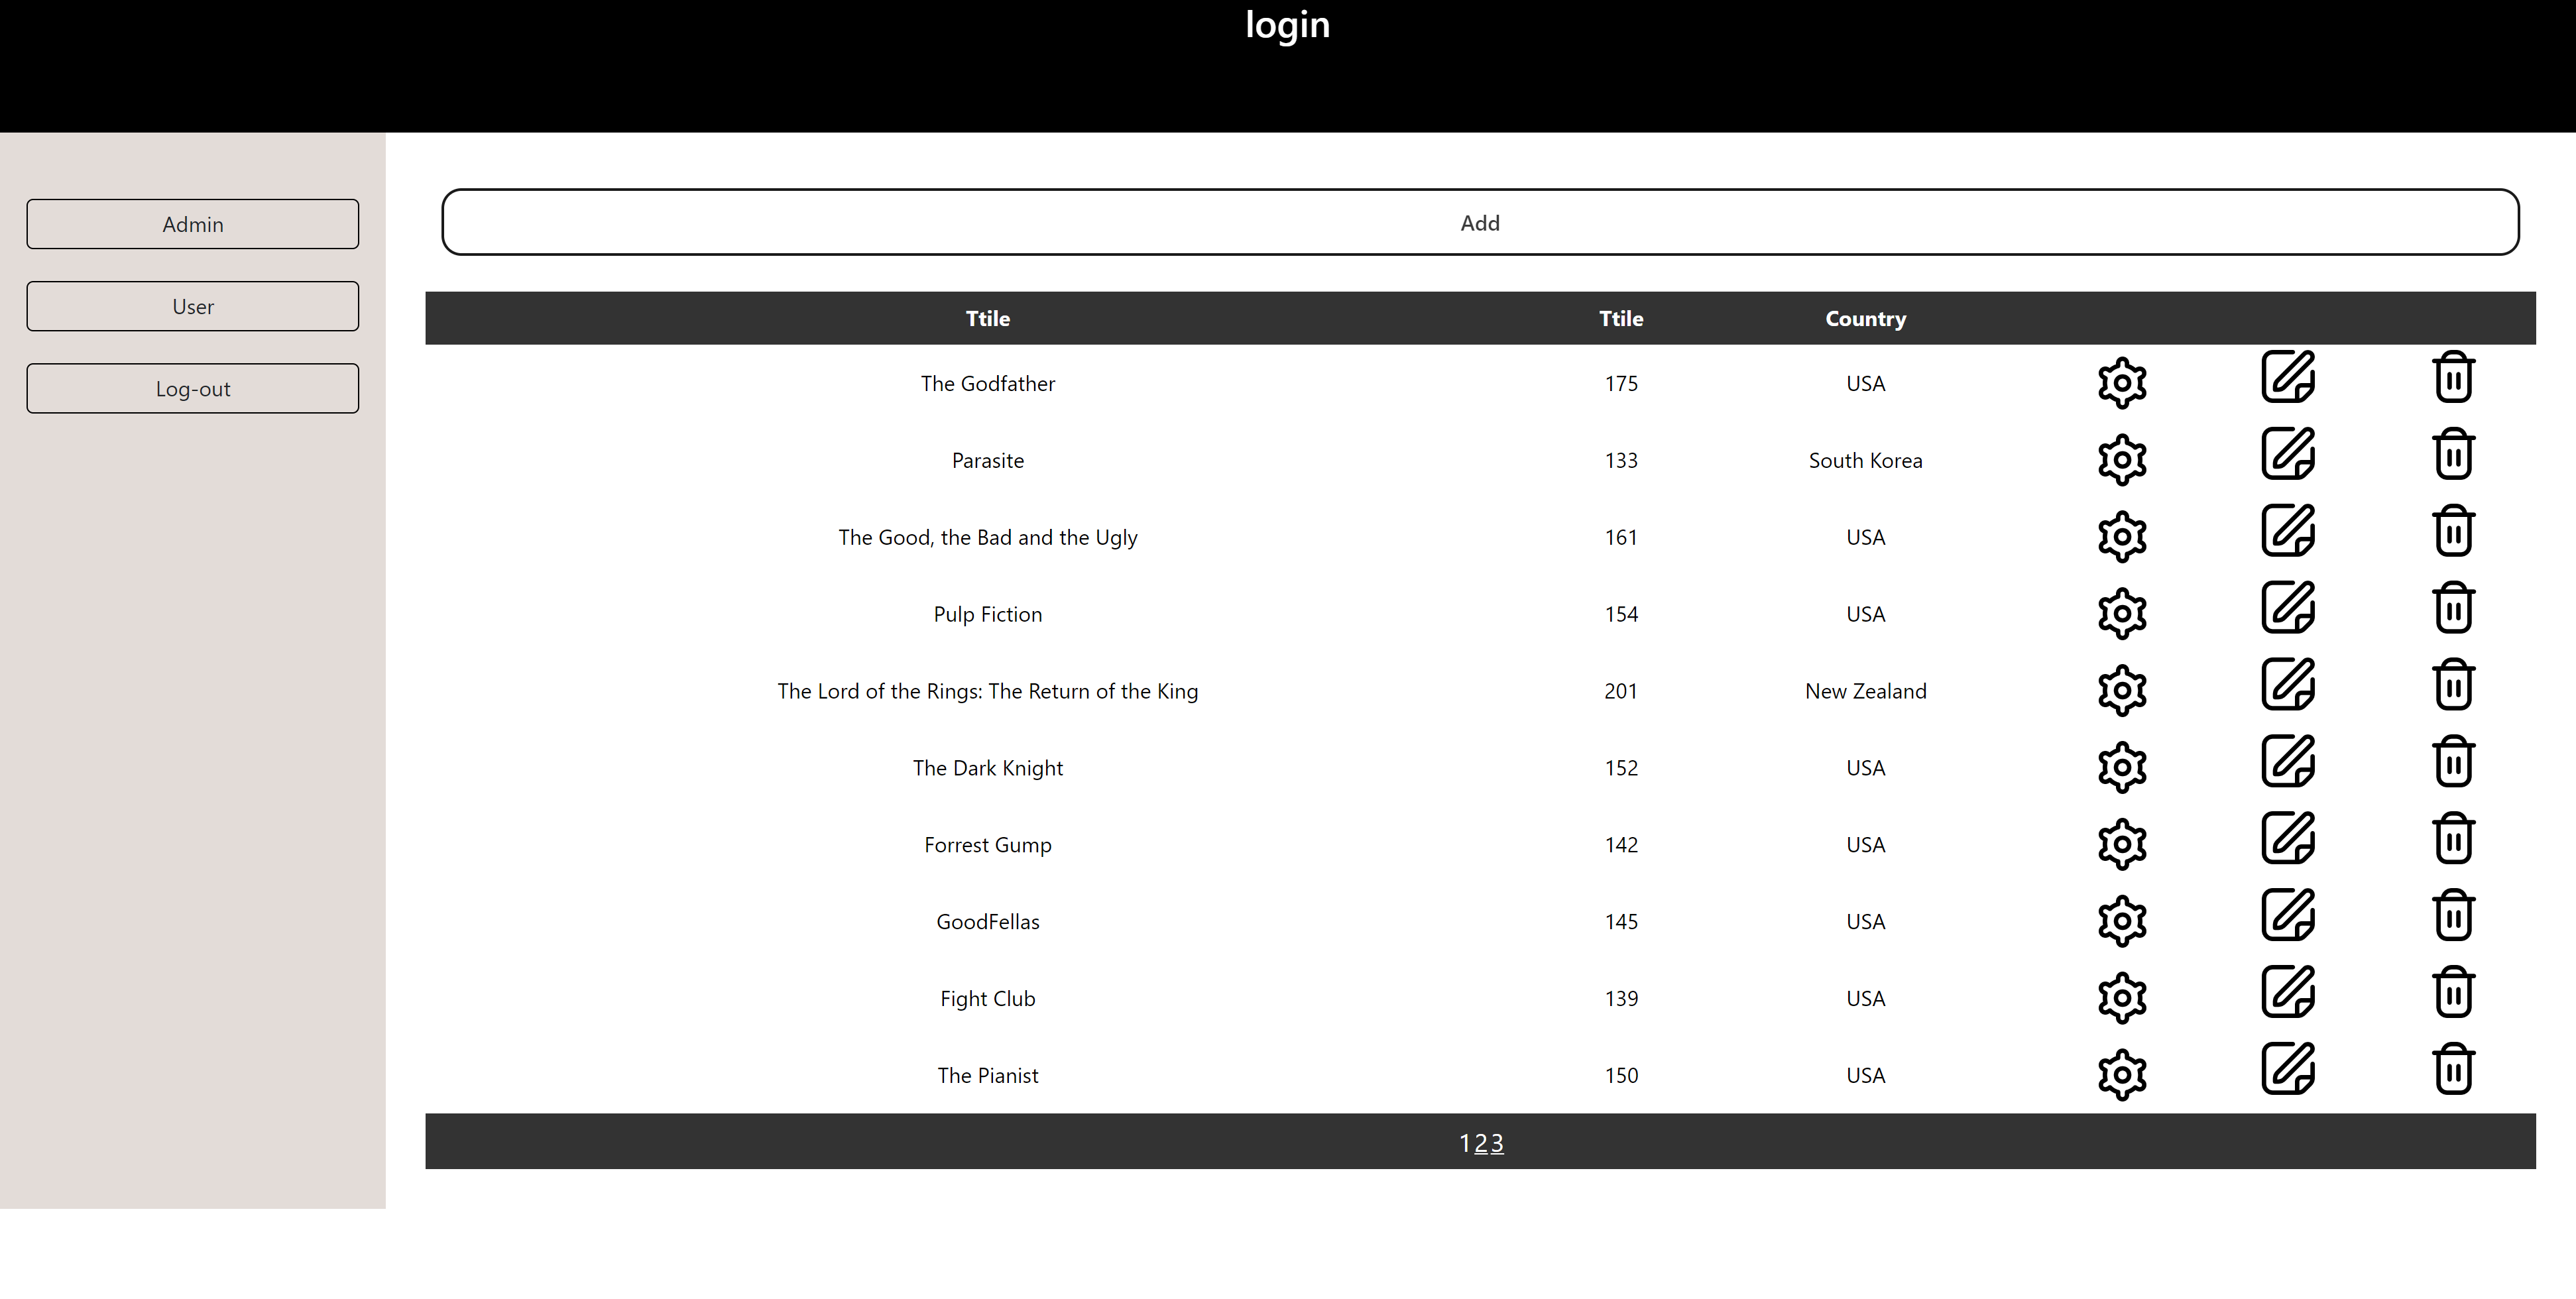 login
Admin
User
Log-out
Add
Ttile Ttile Country
The Godfather 175 USA
Parasite 133 South Korea
The Good, the Bad and the Ugly 161 USA
Pulp Fiction 154 USA
The Lord of the Rings: The Return of the King 201 New Zealand
The Dark Knight 152 USA
Forrest Gump 142 USA
GoodFellas 145 USA
Fight Club 139 USA
The Pianist 150 USA
1 2 3